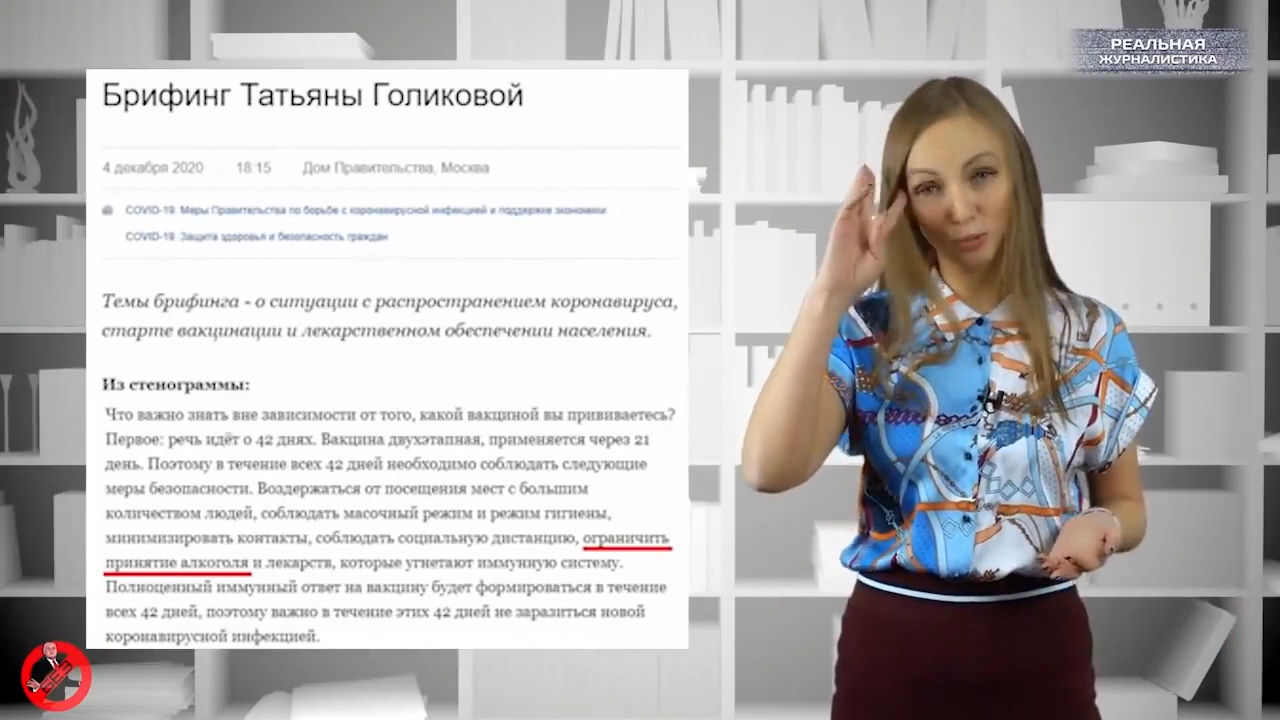 РЕАЛЬНАЯ
ЖУРНАЛИСТИКА
Брифинг Татьяны Голиковой
4 декабря 2020 18:15 Дом Правительства, Москва
COVID-19: Меры Правительства по борьбе с коронавирусной инфекцией и поддержке экономики
COVID-19: Защита здоровья и безопасность граждан
Темы брифинга - о ситуации с распространением коронавируса,
старте вакцинации и лекарственном обеспечении населения.
Из стенограммы:
Что важно знать вне зависимости от того, какой вакциной вы прививаетесь?
Первое: речь идёт о 42 днях. Вакцина двухэтапная, применяется через 21
день. Поэтому в течение всех 42 дней необходимо соблюдать следующие
меры безопасности. Воздержаться от посещения мест с большим
количеством людей, соблюдать масочный режим и режим гигиены,
минимизировать контакты, соблюдать социальную дистанцию, ограничить
принятие алкоголя и лекарств, которые угнетают иммунную систему.
Полноценный иммунный ответ на вакцину будет формироваться в течение
всех 42 дней, поэтому важно в течение этих 42 дней не заразиться новой
коронавирусной инфекцией.
БЕЗ